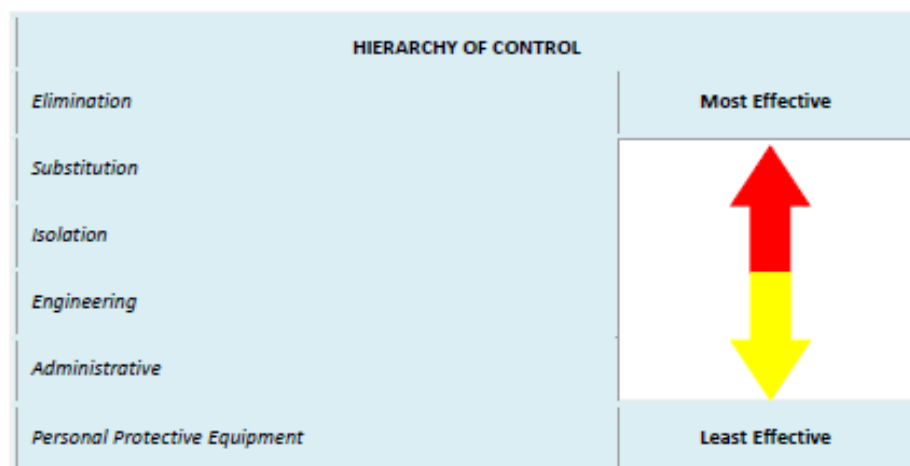 HIERARCHY OF CONTROL
Elimination Most Effective
Substitution
Isolation
Engineering
Administrative
Personal Protective Equipment Least Effective